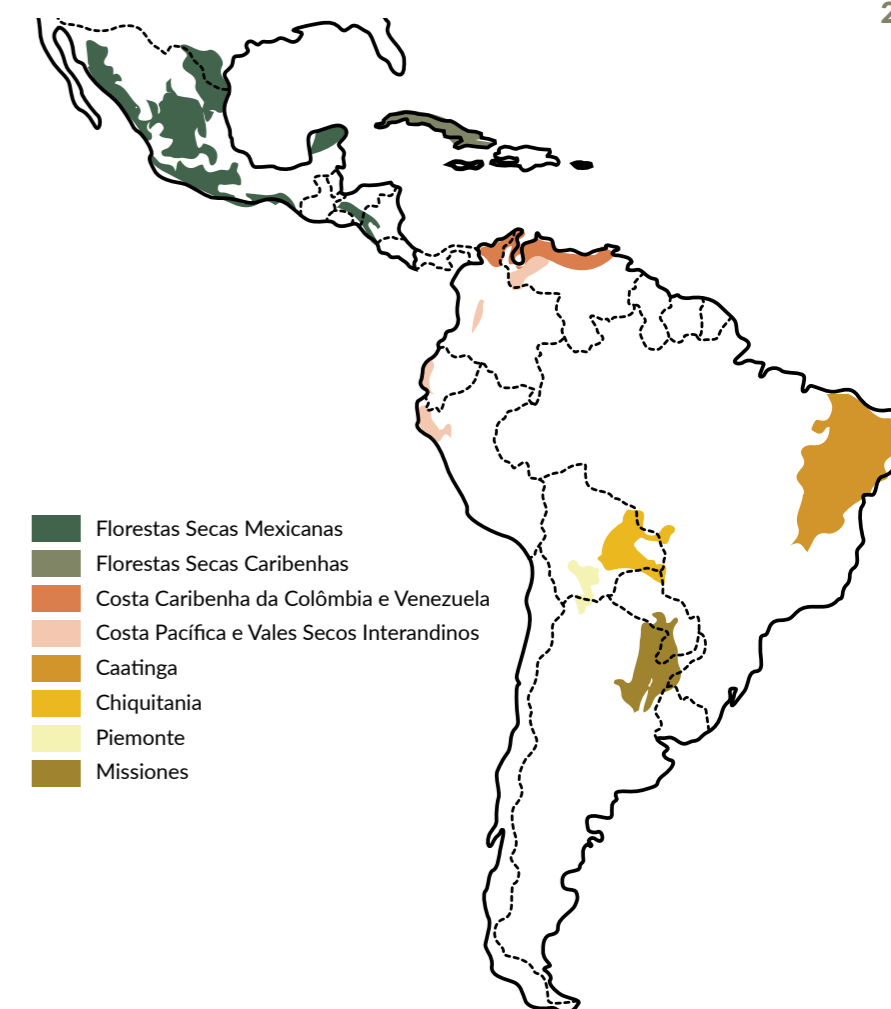 2
Florestas Secas Mexicanas
Florestas Secas Caribenhas
Costa Caribenha da Colômbia e Venezuela
Costa Pacífica e Vales Secos Interandinos
Caatinga
Chiquitania
Piemonte
Missiones